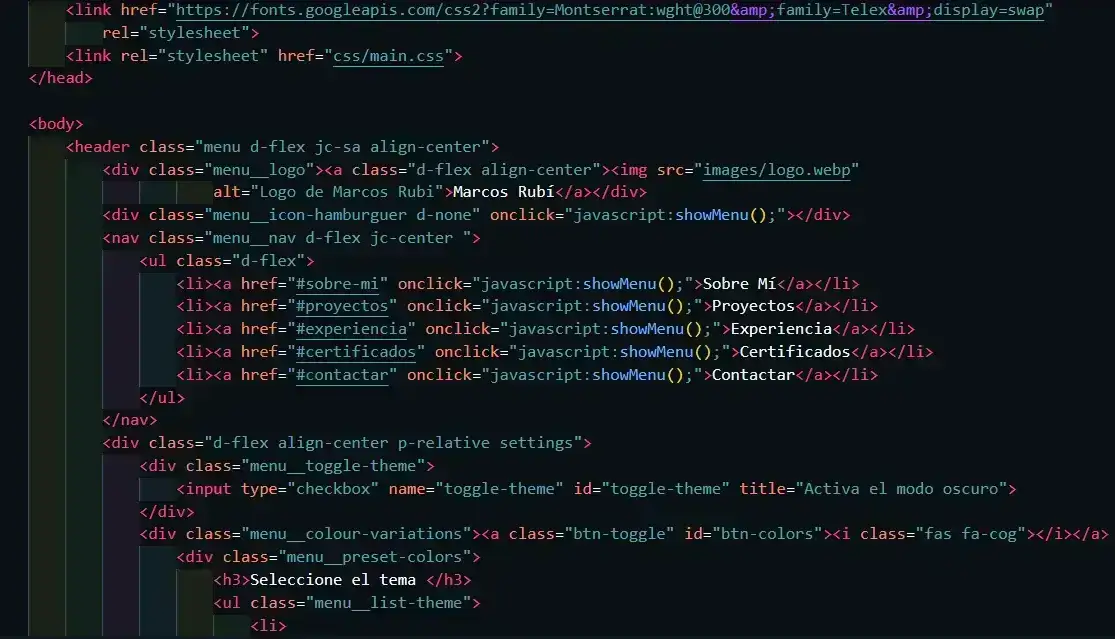 <link href="https://fonts.googleapis.com/css2?family=Montserrat:wght@300&amp;family=Telex&amp;display=swap"
rel="stylesheet">
<link rel="stylesheet" href="css/main.css">
</head>
<body>
<header class="menu d-flex jc-sa align-center">
<div class="menu__logo"><a class="d-flex align-center"><img src="images/logo.webp"
alt="Logo de Marcos Rubi">Marcos Rubí</a></div>
<div class="menu__icon-hamburguer d-none" onclick="javascript:showMenu();"></div>
<nav class="menu__nav d-flex jc-center ">
<ul class="d-flex">
<li><a href="#sobre-mi" onclick="javascript:showMenu();">Sobre Mí</a></li>
<li><a href="#proyectos" onclick="javascript:showMenu();">Proyectos</a></li>
<li><a href="#experiencia" onclick="javascript:showMenu();">Experiencia</a></li>
<li><a href="#certificados" onclick="javascript:showMenu();">Certificados</a></li>
<li><a href="#contactar" onclick="javascript:showMenu();">Contactar</a></li>
</ul>
</nav>
<div class="d-flex align-center p-relative settings">
<div class="menu__toggle-theme">
<input type="checkbox" name="toggle-theme" id="toggle-theme" title="Activa el modo oscuro">
</div>
<div class="menu__colour-variations"><a class="btn-toggle" id="btn-colors"><i class="fas fa-cog"></i></a>
<div class="menu__preset-colors">
<h3>Seleccione el tema </h3>
<ul class="menu__list-theme">
<li>